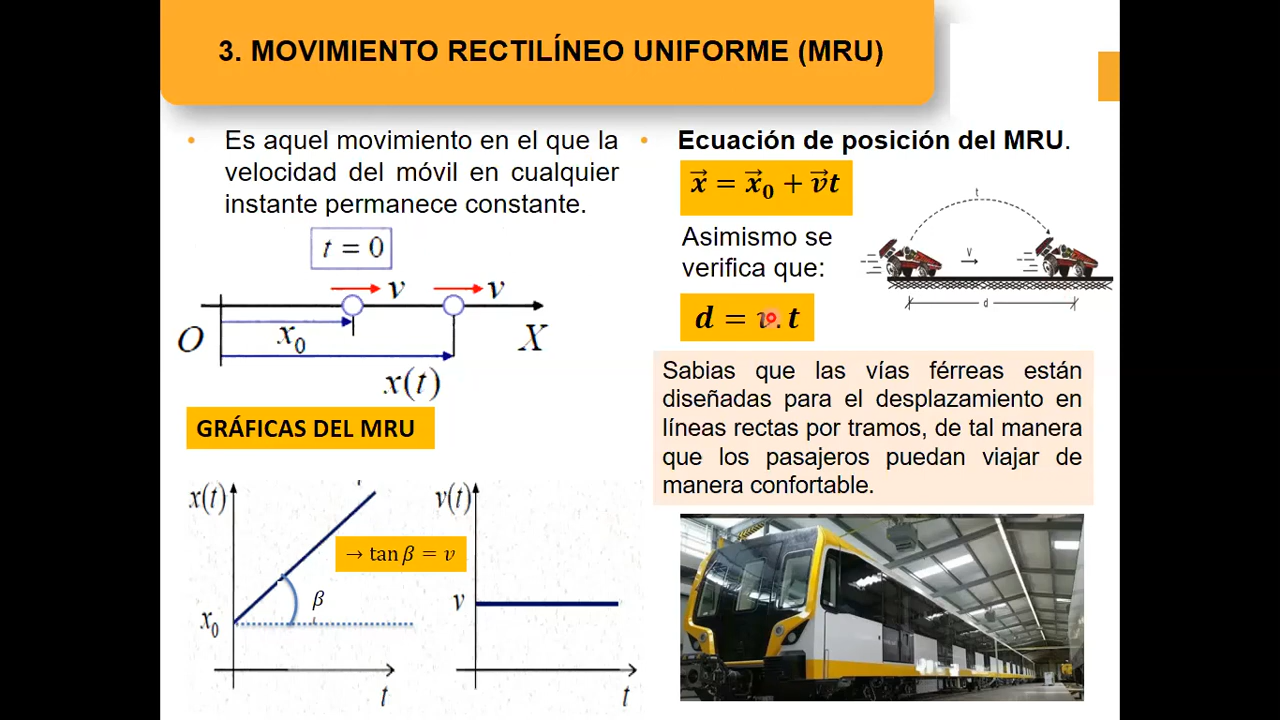 3. MOVIMIENTO RECTILÍNEO UNIFORME (MRU)
• Es aquel movimiento en el que la
velocidad del móvil en cualquier
instante permanece constante.
t = 0
v v
O x₀ X
x(t)
GRÁFICAS DEL MRU
x(t)
→ tan β = v
β
x₀
t
v(t)
v
t
• Ecuación de posición del MRU.
x⃗ = x⃗₀ + v⃗t
Asimismo se
verifica que:
d = v. t
t
v
d
Sabias que las vías férreas están
diseñadas para el desplazamiento en
líneas rectas por tramos, de tal manera
que los pasajeros puedan viajar de
manera confortable.